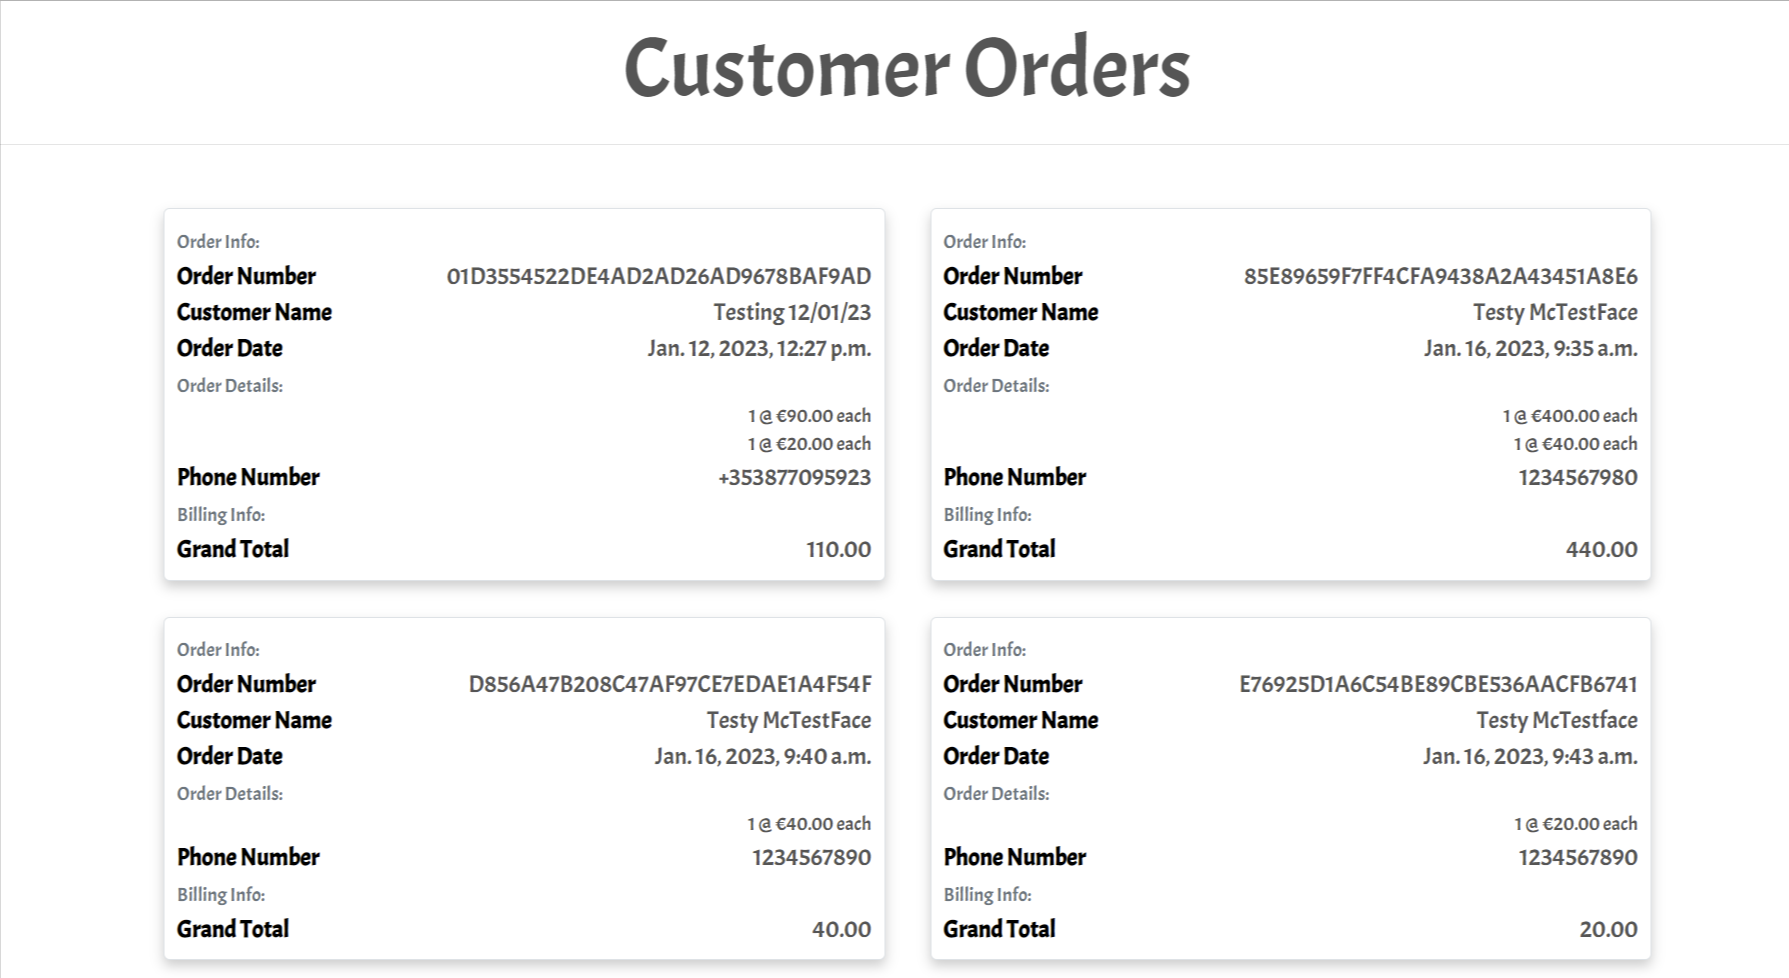 Customer Orders
Order Info:
Order Number 01D3554522DE4AD2AD26AD9678BAF9AD
Customer Name Testing 12/01/23
Order Date Jan. 12, 2023, 12:27 p.m.
Order Details:
1 @ €90.00 each
1 @ €20.00 each
Phone Number +353877095923
Billing Info:
Grand Total 110.00
Order Info:
Order Number 85E89659F7FF4CFA9438A2A43451A8E6
Customer Name Testy McTestFace
Order Date Jan. 16, 2023, 9:35 a.m.
Order Details:
1 @ €400.00 each
1 @ €40.00 each
Phone Number 1234567980
Billing Info:
Grand Total 440.00
Order Info:
Order Number D856A47B208C47AF97CE7EDAE1A4F54F
Customer Name Testy McTestFace
Order Date Jan. 16, 2023, 9:40 a.m.
Order Details:
1 @ €40.00 each
Phone Number 1234567890
Billing Info:
Grand Total 40.00
Order Info:
Order Number E76925D1A6C54BE89CBE536AACFB6741
Customer Name Testy McTestface
Order Date Jan. 16, 2023, 9:43 a.m.
Order Details:
1 @ €20.00 each
Phone Number 1234567890
Billing Info:
Grand Total 20.00